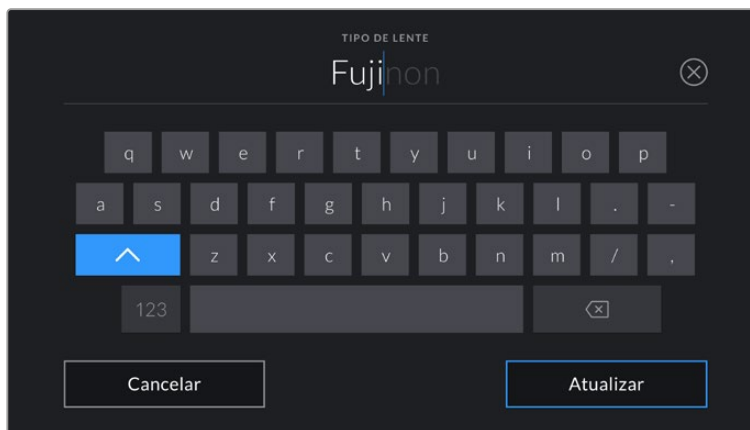 TIPO DE LENTE
Fujinon
q w e r t y u i o p
a s d f g h j k l . -
z x c v b n m / ,
123
Cancelar Atualizar